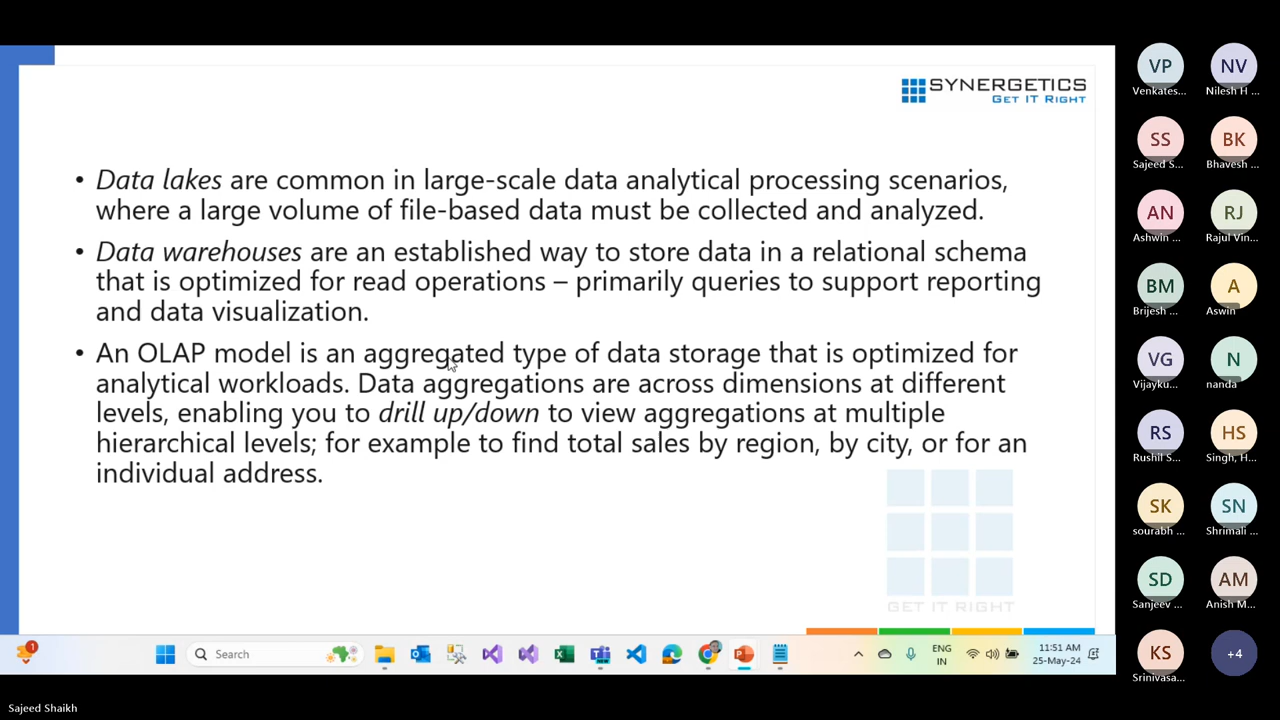 SYNERGETICS
GET IT RIGHT
• Data lakes are common in large-scale data analytical processing scenarios,
where a large volume of file-based data must be collected and analyzed.
• Data warehouses are an established way to store data in a relational schema
that is optimized for read operations – primarily queries to support reporting
and data visualization.
• An OLAP model is an aggregated type of data storage that is optimized for
analytical workloads. Data aggregations are across dimensions at different
levels, enabling you to drill up/down to view aggregations at multiple
hierarchical levels; for example to find total sales by region, by city, or for an
individual address.
GET IT RIGHT
1
Search
ENG
IN
11:51 AM
25-May-24
VP
Venkates...
NV
Nilesh H ...
SS
Sajeed S...
BK
Bhavesh ...
AN
Ashwin ...
RJ
Rajul Vin...
BM
Brijesh ...
A
Aswin
VG
Vijayku...
N
nanda
RS
Rushil S...
HS
Singh, H...
SK
sourabh ...
SN
Shrimali ...
SD
Sanjeev ...
AM
Anish M...
KS
Srinivasa...
+4
Sajeed Shaikh